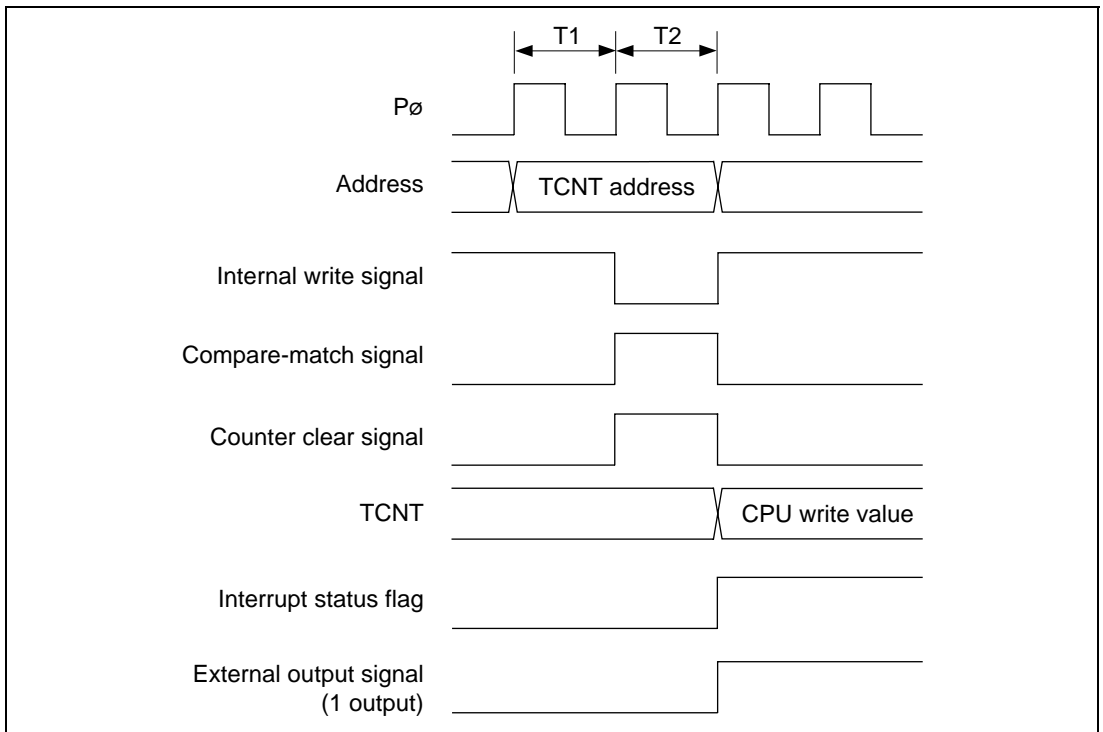 T1 T2
Pø
Address TCNT address
Internal write signal
Compare-match signal
Counter clear signal
TCNT CPU write value
Interrupt status flag
External output signal
(1 output)